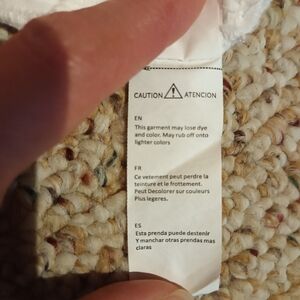 CAUTION ATENCION
EN
This garment may lose dye
and color. May rub off onto
lighter colors
FR
Ce vetement peut perdre la
teinture et le frottement.
Peut Decolorer sur couleurs
Plus legeres.
ES
Esta prenda puede destenir
Y manchar otras prendas mas
claras